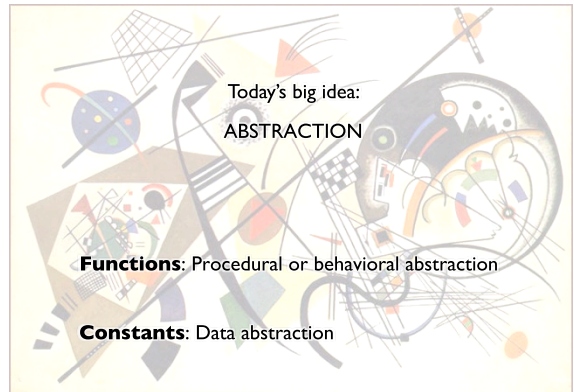 Today's big idea:
ABSTRACTION
Functions: Procedural or behavioral abstraction
Constants: Data abstraction